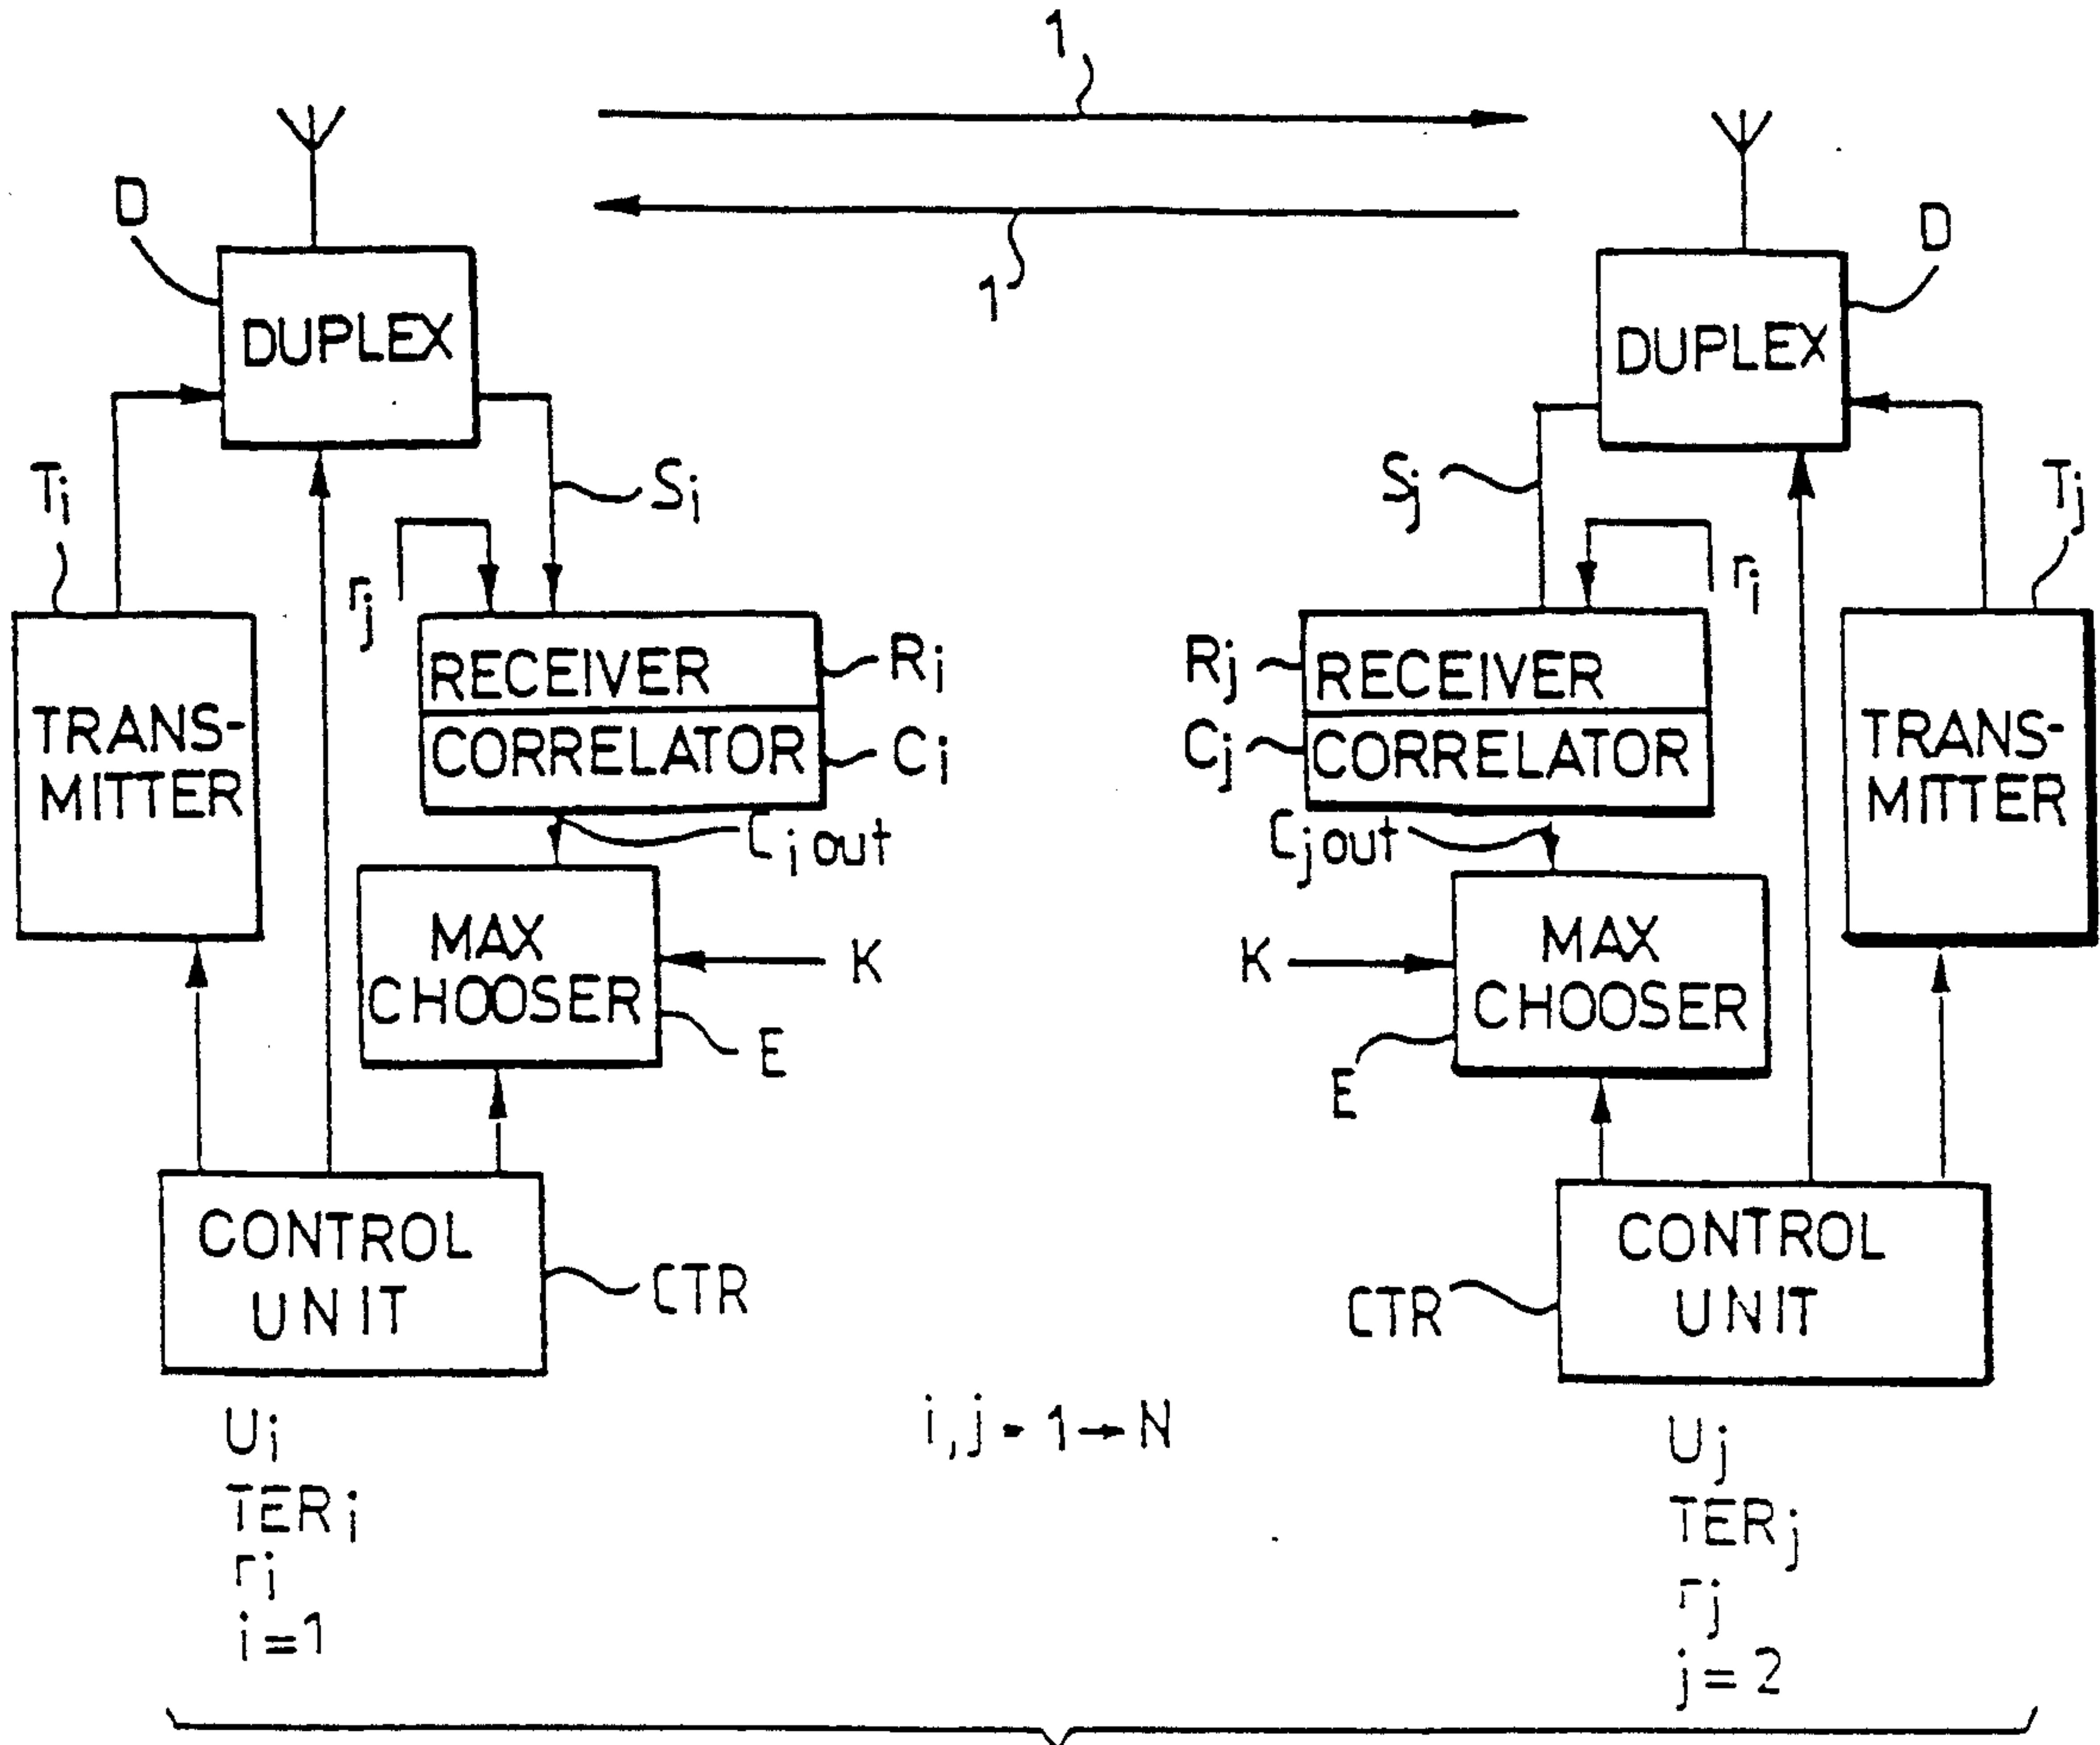 1
1
D
DUPLEX
Ti
Si
rj
RECEIVER
Ri
CORRELATOR
Ci
TRANS-
MITTER
Ci out
MAX
CHOOSER
K
E
CONTROL
UNIT
CTR
Ui
TERi
ri
i=1
i,j = 1→N
D
DUPLEX
Sj
Tj
ri
Rj
RECEIVER
Cj
CORRELATOR
TRANS-
MITTER
Cj out
K
MAX
CHOOSER
E
CONTROL
UNIT
CTR
Uj
TERj
rj
j=2